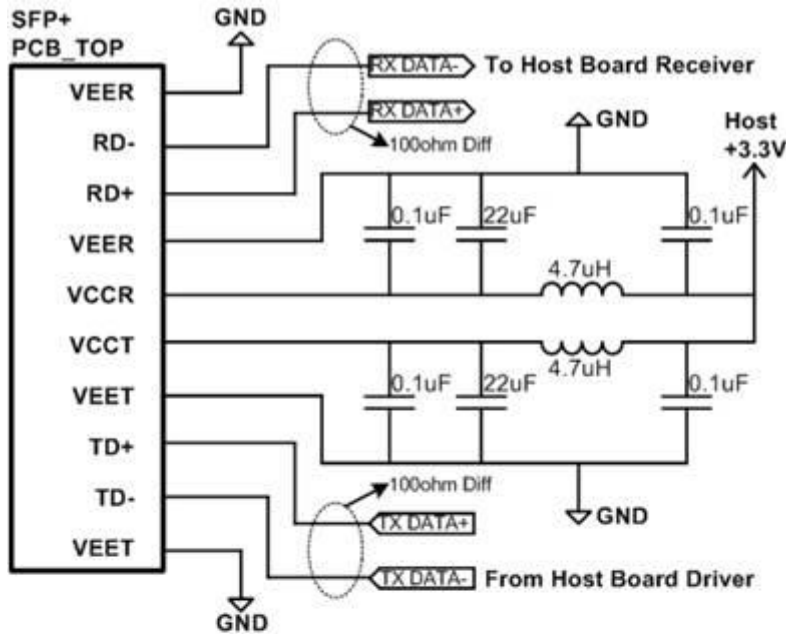 SFP+
PCB_TOP
GND
VEER
RD-
RD+
VEER
VCCR
VCCT
VEET
TD+
TD-
VEET
GND
RX DATA- To Host Board Receiver
RX DATA+
100ohm Diff
GND
Host
+3.3V
0.1uF 22uF 0.1uF
4.7uH
4.7uH
0.1uF 22uF 0.1uF
100ohm Diff
GND
TX DATA+
TX DATA- From Host Board Driver